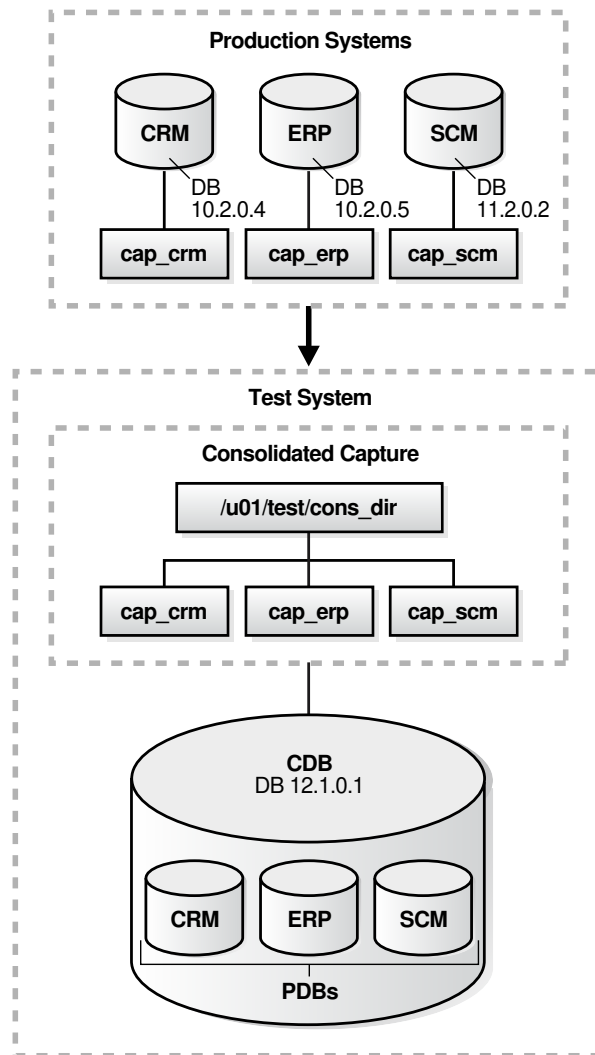 Production Systems
CRM
ERP
SCM
DB
10.2.0.4
DB
10.2.0.5
DB
11.2.0.2
cap_crm
cap_erp
cap_scm
Test System
Consolidated Capture
/u01/test/cons_dir
cap_crm
cap_erp
cap_scm
CDB
DB 12.1.0.1
CRM
ERP
SCM
PDBs